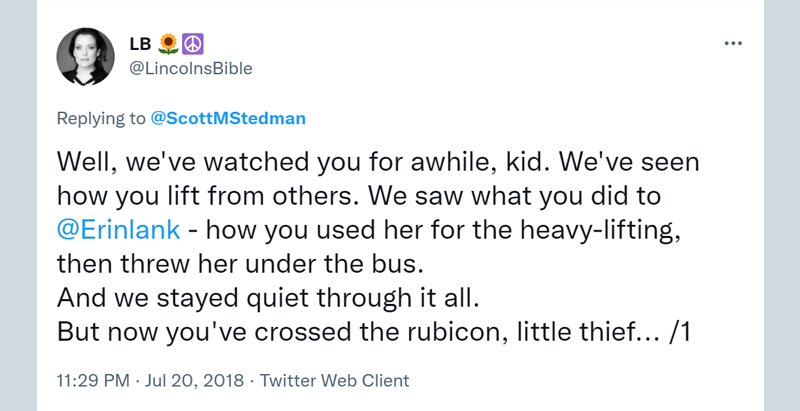 LB 🌻☮️
@LincolnsBible
Replying to @ScottMStedman
Well, we've watched you for awhile, kid. We've seen
how you lift from others. We saw what you did to
@Erinlank - how you used her for the heavy-lifting,
then threw her under the bus.
And we stayed quiet through it all.
But now you've crossed the rubicon, little thief... /1
11:29 PM · Jul 20, 2018 · Twitter Web Client